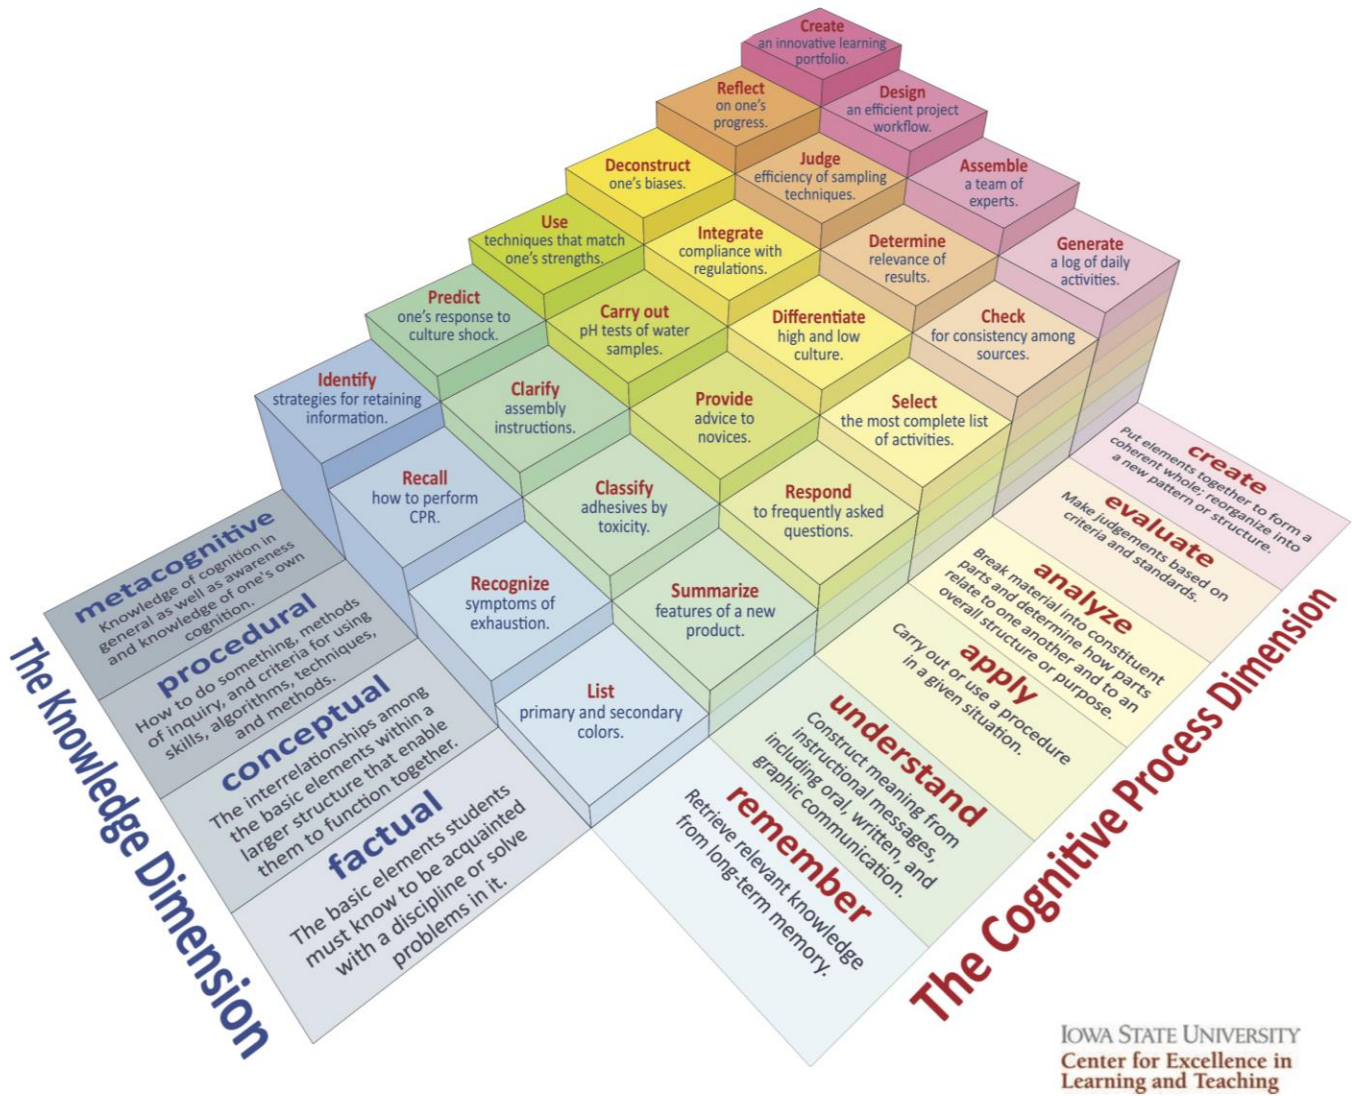 Create
an innovative learning
portfolio.
Reflect
on one's
progress.
Design
an efficient project
workflow.
Deconstruct
one's biases.
Judge
efficiency of sampling
techniques.
Assemble
a team of
experts.
Use
techniques that match
one's strengths.
Integrate
compliance with
regulations.
Determine
relevance of
results.
Generate
a log of daily
activities.
Predict
one's response to
culture shock.
Carry out
pH tests of water
samples.
Differentiate
high and low
culture.
Check
for consistency among
sources.
Identify
strategies for retaining
information.
Clarify
assembly
instructions.
Provide
advice to
novices.
Select
the most complete list
of activities.
Recall
how to perform
CPR.
Classify
adhesives by
toxicity.
Respond
to frequently asked
questions.
Recognize
symptoms of
exhaustion.
Summarize
features of a new
product.
List
primary and secondary
colors.
The Knowledge Dimension
metacognitive
Knowledge of cognition in
general as well as awareness
and knowledge of one's own
cognition.
procedural
How to do something, methods
of inquiry, and criteria for using
skills, algorithms, techniques,
and methods.
conceptual
The interrelationships among
the basic elements within a
larger structure that enable
them to function together.
factual
The basic elements students
must know to be acquainted
with a discipline or solve
problems in it.
remember
Retrieve relevant knowledge
from long-term memory.
understand
Construct meaning from
instructional messages,
including oral, written, and
graphic communication.
apply
Carry out or use a procedure
in a given situation.
analyze
Break material into constituent
parts and determine how parts
relate to one another and to an
overall structure or purpose.
evaluate
Make judgements based on
criteria and standards.
create
Put elements together to form a
coherent whole; reorganize into
a new pattern or structure.
The Cognitive Process Dimension
IOWA STATE UNIVERSITY
Center for Excellence in
Learning and Teaching